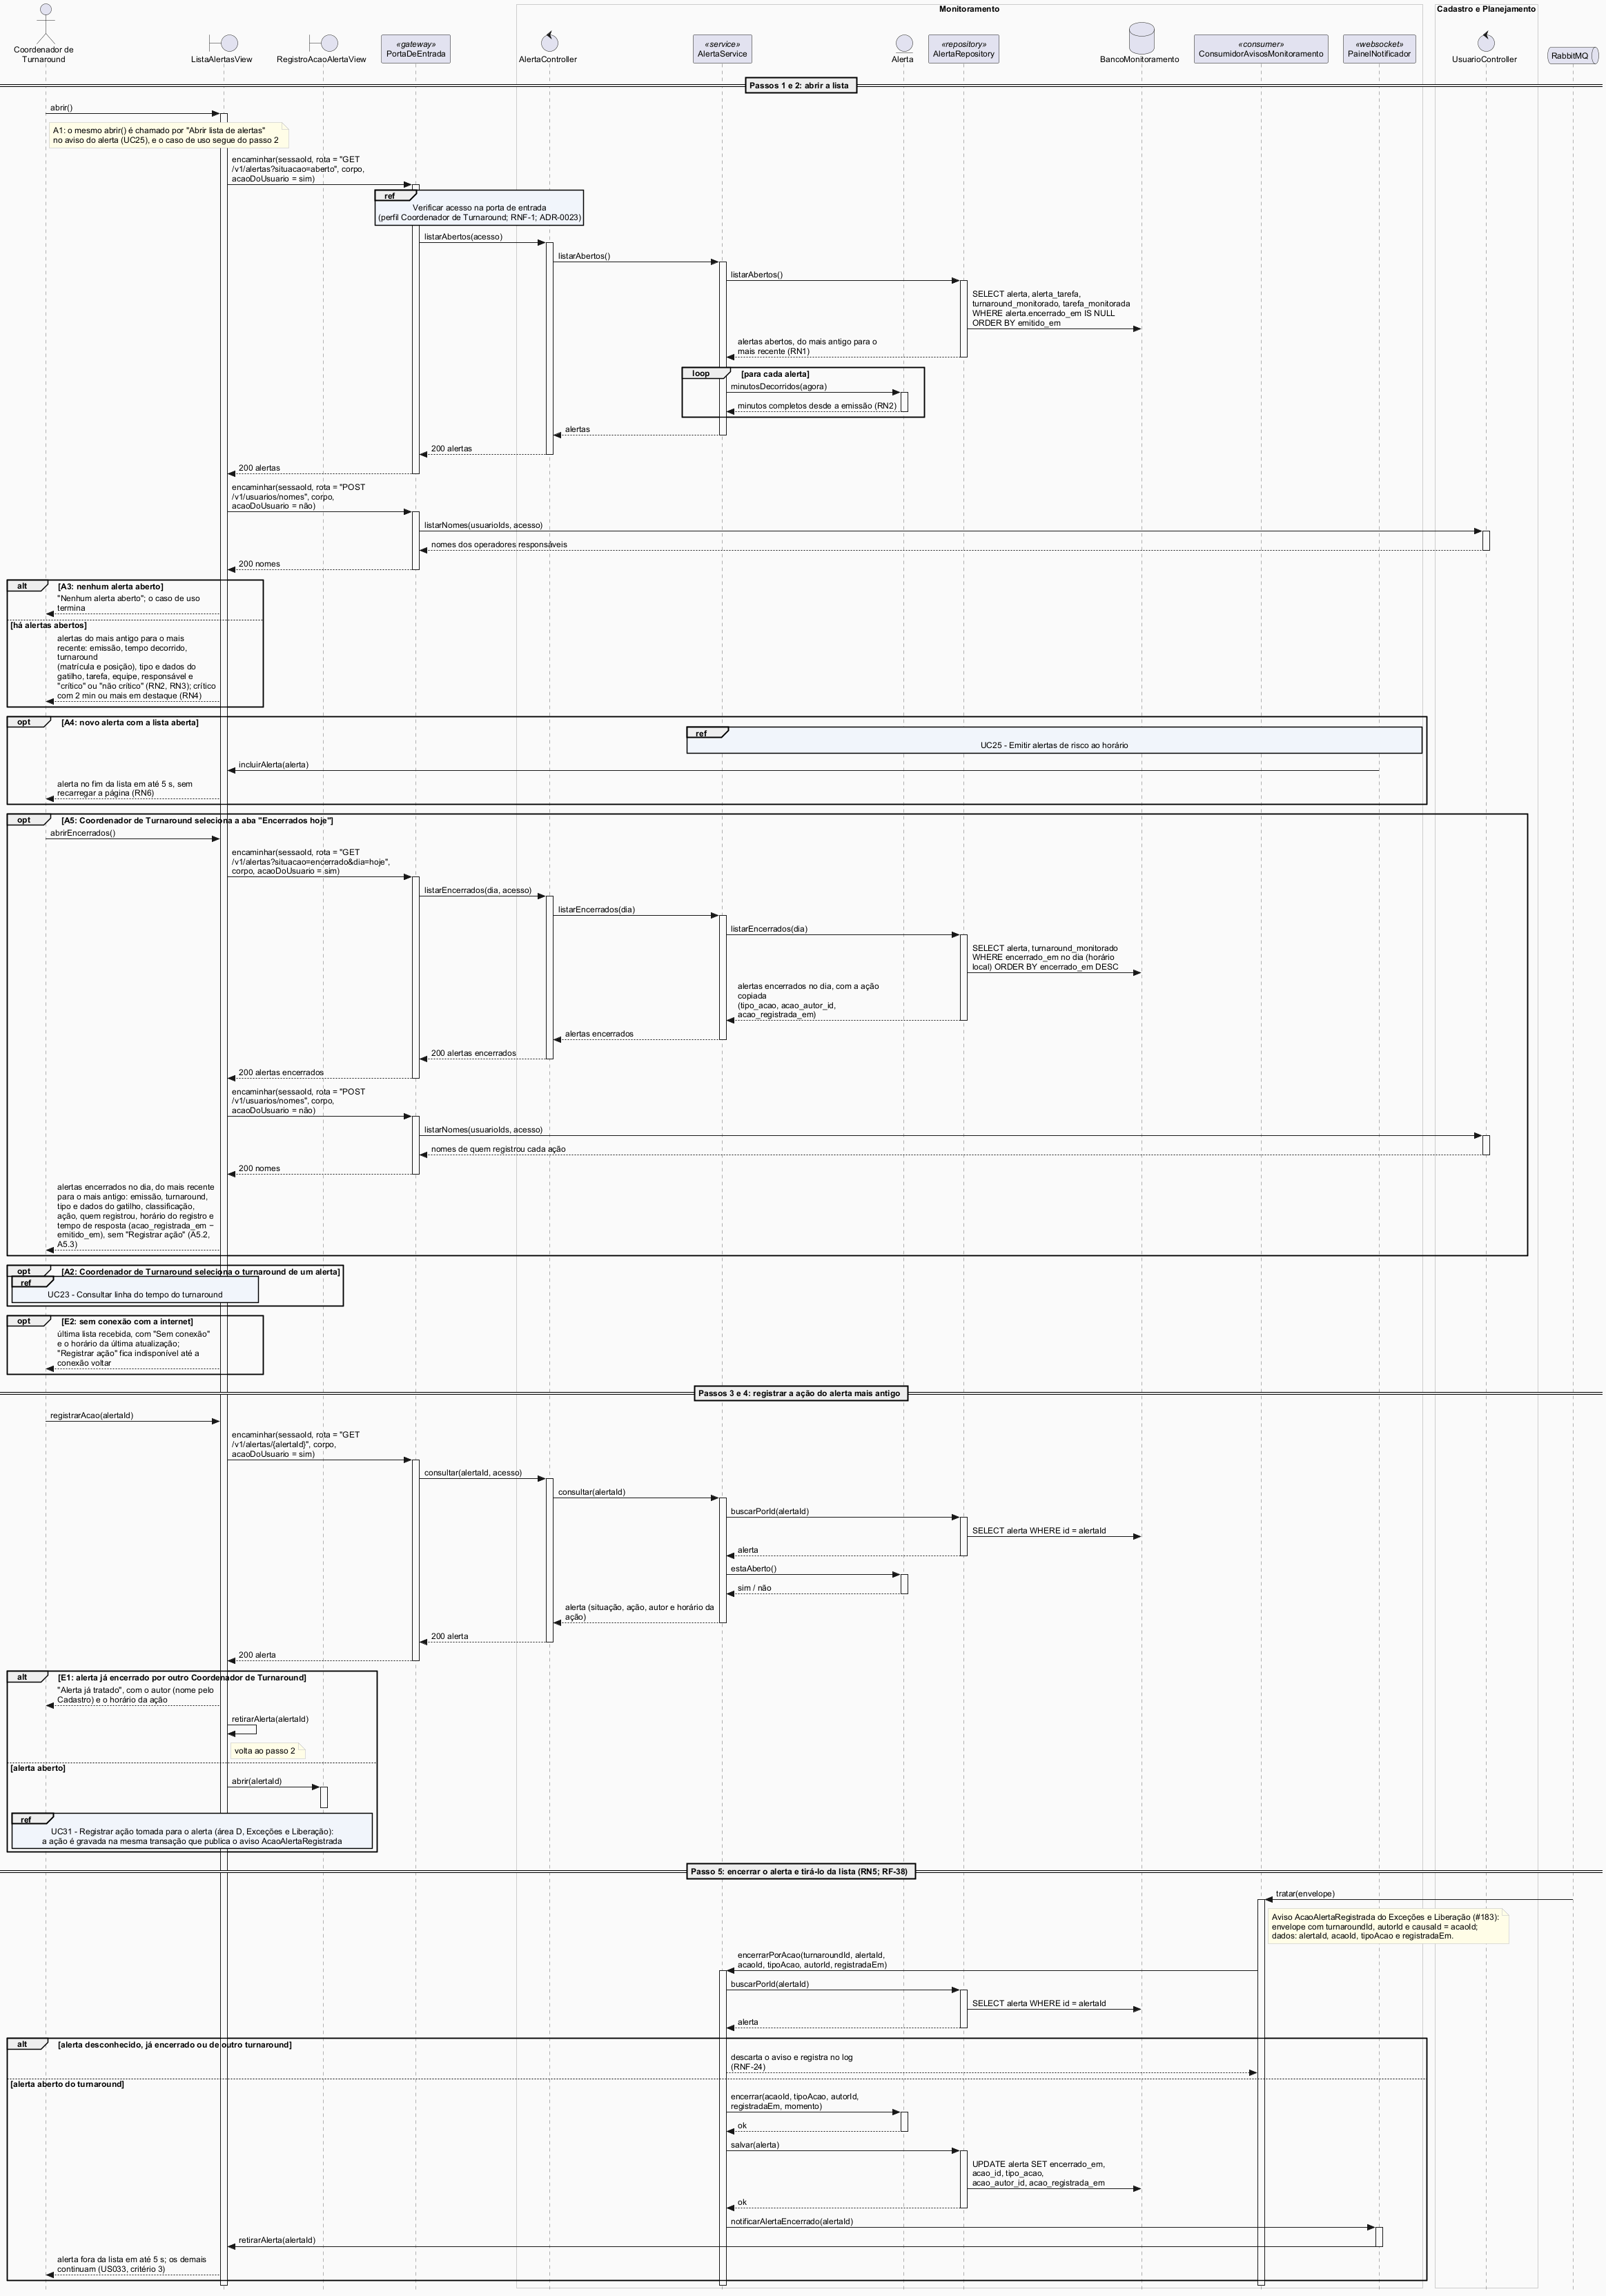 Monitoramento
Cadastro e Planejamento
Coordenador de
Turnaround
ListaAlertasView
RegistroAcaoAlertaView
«gateway»
PortaDeEntrada
AlertaController
«service»
AlertaService
Alerta
«repository»
AlertaRepository
BancoMonitoramento
«consumer»
ConsumidorAvisosMonitoramento
«websocket»
PainelNotificador
UsuarioController
RabbitMQ
Passos 1 e 2: abrir a lista
abrir()
A1: o mesmo abrir() é chamado por "Abrir lista de alertas"
no aviso do alerta (UC25), e o caso de uso segue do passo 2
encaminhar(sessaoId, rota = "GET
/v1/alertas?situacao=aberto", corpo,
acaoDoUsuario = sim)
ref
Verificar acesso na porta de entrada
(perfil Coordenador de Turnaround; RNF-1; ADR-0023)
listarAbertos(acesso)
listarAbertos()
listarAbertos()
SELECT alerta, alerta_tarefa,
turnaround_monitorado, tarefa_monitorada
WHERE alerta.encerrado_em IS NULL
ORDER BY emitido_em
alertas abertos, do mais antigo para o
mais recente (RN1)
loop [para cada alerta]
minutosDecorridos(agora)
minutos completos desde a emissão (RN2)
alertas
200 alertas
200 alertas
encaminhar(sessaoId, rota = "POST
/v1/usuarios/nomes", corpo,
acaoDoUsuario = não)
listarNomes(usuarioIds, acesso)
nomes dos operadores responsáveis
200 nomes
alt [A3: nenhum alerta aberto]
"Nenhum alerta aberto"; o caso de uso
termina
[há alertas abertos]
alertas do mais antigo para o mais
recente: emissão, tempo decorrido,
turnaround
(matrícula e posição), tipo e dados do
gatilho, tarefa, equipe, responsável e
"crítico" ou "não crítico" (RN2, RN3); crítico
com 2 min ou mais em destaque (RN4)
opt [A4: novo alerta com a lista aberta]
ref
UC25 - Emitir alertas de risco ao horário
incluirAlerta(alerta)
alerta no fim da lista em até 5 s, sem
recarregar a página (RN6)
opt [A5: Coordenador de Turnaround seleciona a aba "Encerrados hoje"]
abrirEncerrados()
encaminhar(sessaoId, rota = "GET
/v1/alertas?situacao=encerrado&dia=hoje",
corpo, acaoDoUsuario = sim)
listarEncerrados(dia, acesso)
listarEncerrados(dia)
listarEncerrados(dia)
SELECT alerta, turnaround_monitorado
WHERE encerrado_em no dia (horário
local) ORDER BY encerrado_em DESC
alertas encerrados no dia, com a ação
copiada
(tipo_acao, acao_autor_id,
acao_registrada_em)
alertas encerrados
200 alertas encerrados
200 alertas encerrados
encaminhar(sessaoId, rota = "POST
/v1/usuarios/nomes", corpo,
acaoDoUsuario = não)
listarNomes(usuarioIds, acesso)
nomes de quem registrou cada ação
200 nomes
alertas encerrados no dia, do mais recente
para o mais antigo: emissão, turnaround,
tipo e dados do gatilho, classificação,
ação, quem registrou, horário do registro e
tempo de resposta (acao_registrada_em −
emitido_em), sem "Registrar ação" (A5.2,
A5.3)
opt [A2: Coordenador de Turnaround seleciona o turnaround de um alerta]
ref
UC23 - Consultar linha do tempo do turnaround
opt [E2: sem conexão com a internet]
última lista recebida, com "Sem conexão"
e o horário da última atualização;
"Registrar ação" fica indisponível até a
conexão voltar
Passos 3 e 4: registrar a ação do alerta mais antigo
registrarAcao(alertaId)
encaminhar(sessaoId, rota = "GET
/v1/alertas/{alertaId}", corpo,
acaoDoUsuario = sim)
consultar(alertaId, acesso)
consultar(alertaId)
buscarPorId(alertaId)
SELECT alerta WHERE id = alertaId
alerta
estaAberto()
sim / não
alerta (situação, ação, autor e horário da
ação)
200 alerta
200 alerta
alt [E1: alerta já encerrado por outro Coordenador de Turnaround]
"Alerta já tratado", com o autor (nome pelo
Cadastro) e o horário da ação
retirarAlerta(alertaId)
volta ao passo 2
[alerta aberto]
abrir(alertaId)
ref
UC31 - Registrar ação tomada para o alerta (área D, Exceções e Liberação):
a ação é gravada na mesma transação que publica o aviso AcaoAlertaRegistrada
Passo 5: encerrar o alerta e tirá-lo da lista (RN5; RF-38)
tratar(envelope)
Aviso AcaoAlertaRegistrada do Exceções e Liberação (#183):
envelope com turnaroundId, autorId e causaId = acaoId;
dados: alertaId, acaoId, tipoAcao e registradaEm.
encerrarPorAcao(turnaroundId, alertaId,
acaoId, tipoAcao, autorId, registradaEm)
buscarPorId(alertaId)
SELECT alerta WHERE id = alertaId
alerta
alt [alerta desconhecido, já encerrado ou de outro turnaround]
descarta o aviso e registra no log
(RNF-24)
[alerta aberto do turnaround]
encerrar(acaoId, tipoAcao, autorId,
registradaEm, momento)
ok
salvar(alerta)
UPDATE alerta SET encerrado_em,
acao_id, tipo_acao,
acao_autor_id, acao_registrada_em
ok
notificarAlertaEncerrado(alertaId)
retirarAlerta(alertaId)
alerta fora da lista em até 5 s; os demais
continuam (US033, critério 3)